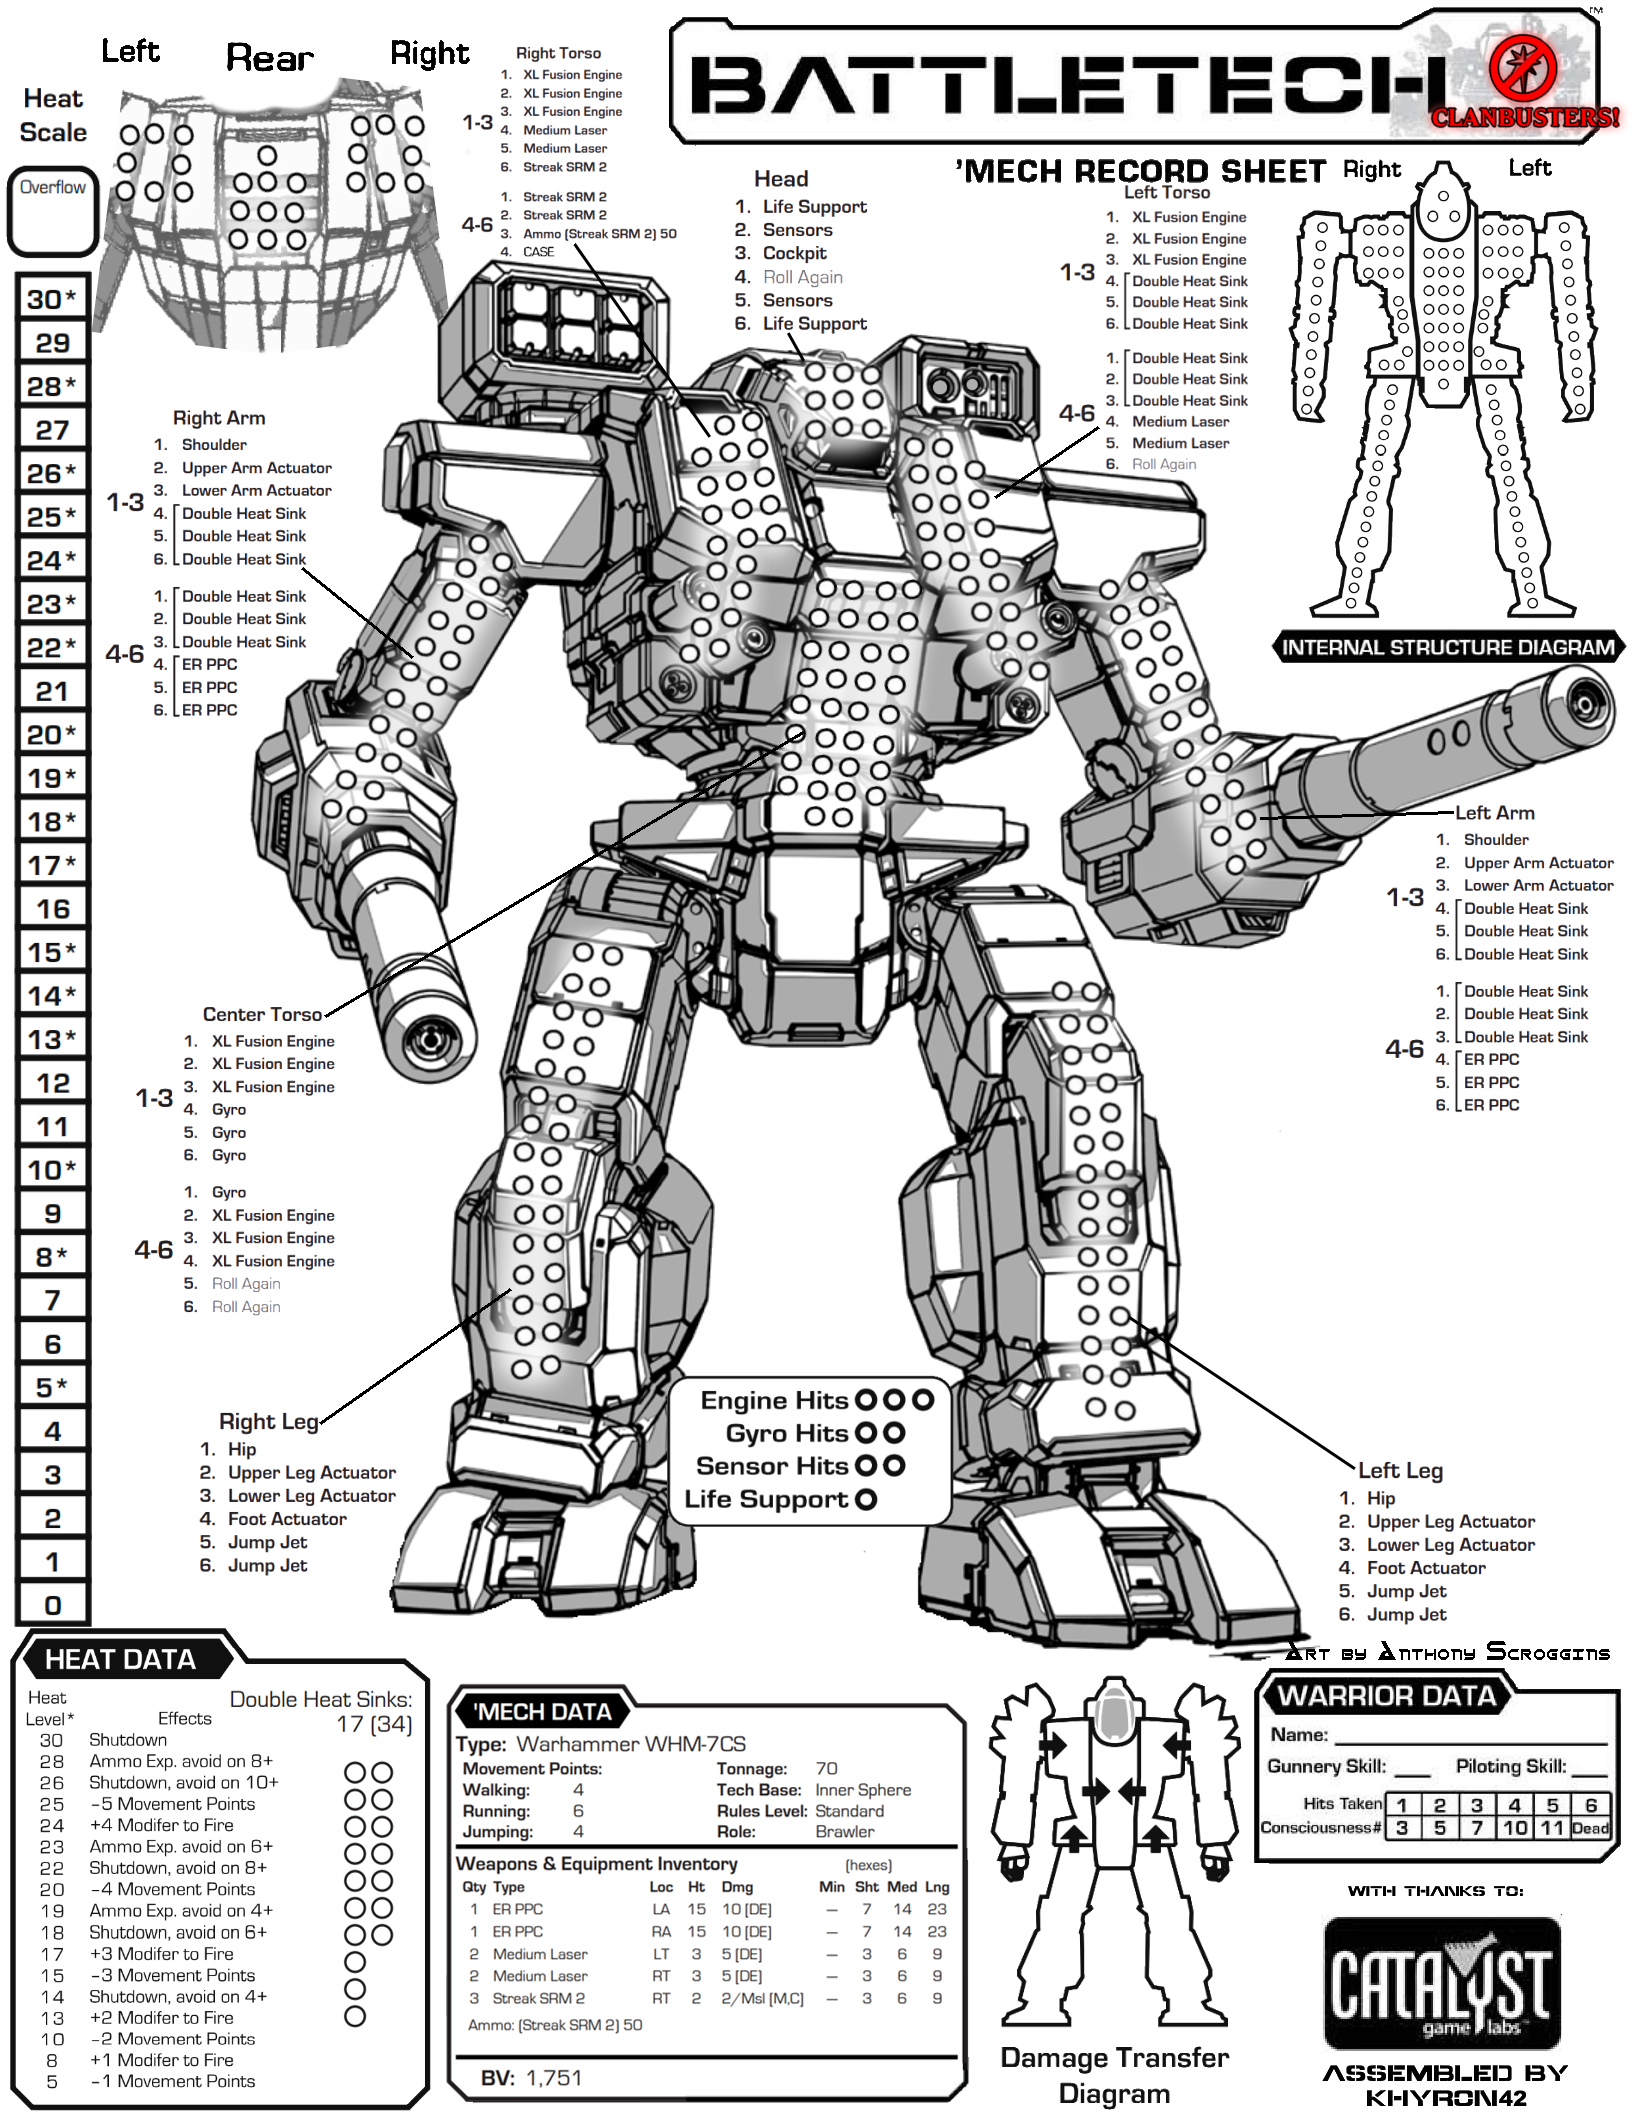 Left Rear Right
Heat
Scale
Overflow
30*
29
28*
27
26*
25*
24*
23*
22*
21
20*
19*
18*
17*
16
15*
14*
13*
12
11
10*
9
8*
7
6
5*
4
3
2
1
0
Right Torso
1-3
1. XL Fusion Engine
2. XL Fusion Engine
3. XL Fusion Engine
4. Medium Laser
5. Medium Laser
6. Streak SRM 2
4-6
1. Streak SRM 2
2. Streak SRM 2
3. Ammo (Streak SRM 2) 50
4. CASE
BATTLETECH
TM
CLANBUSTERS!
'MECH RECORD SHEET
Head
1. Life Support
2. Sensors
3. Cockpit
4. Roll Again
5. Sensors
6. Life Support
Left Torso
1-3
1. XL Fusion Engine
2. XL Fusion Engine
3. XL Fusion Engine
4. Double Heat Sink
5. Double Heat Sink
6. Double Heat Sink
4-6
1. Double Heat Sink
2. Double Heat Sink
3. Double Heat Sink
4. Medium Laser
5. Medium Laser
6. Roll Again
Right Left
INTERNAL STRUCTURE DIAGRAM
Right Arm
1-3
1. Shoulder
2. Upper Arm Actuator
3. Lower Arm Actuator
4. Double Heat Sink
5. Double Heat Sink
6. Double Heat Sink
4-6
1. Double Heat Sink
2. Double Heat Sink
3. Double Heat Sink
4. ER PPC
5. ER PPC
6. ER PPC
Left Arm
1-3
1. Shoulder
2. Upper Arm Actuator
3. Lower Arm Actuator
4. Double Heat Sink
5. Double Heat Sink
6. Double Heat Sink
4-6
1. Double Heat Sink
2. Double Heat Sink
3. Double Heat Sink
4. ER PPC
5. ER PPC
6. ER PPC
Center Torso
1-3
1. XL Fusion Engine
2. XL Fusion Engine
3. XL Fusion Engine
4. Gyro
5. Gyro
6. Gyro
4-6
1. Gyro
2. XL Fusion Engine
3. XL Fusion Engine
4. XL Fusion Engine
5. Roll Again
6. Roll Again
Right Leg
1. Hip
2. Upper Leg Actuator
3. Lower Leg Actuator
4. Foot Actuator
5. Jump Jet
6. Jump Jet
Engine Hits
Gyro Hits
Sensor Hits
Life Support
Left Leg
1. Hip
2. Upper Leg Actuator
3. Lower Leg Actuator
4. Foot Actuator
5. Jump Jet
6. Jump Jet
Art by Anthony Scroggins
HEAT DATA
Heat
Level* Effects
Double Heat Sinks:
17 (34)
30 Shutdown
28 Ammo Exp. avoid on 8+
26 Shutdown, avoid on 10+
25 -5 Movement Points
24 +4 Modifer to Fire
23 Ammo Exp. avoid on 6+
22 Shutdown, avoid on 8+
20 -4 Movement Points
19 Ammo Exp. avoid on 4+
18 Shutdown, avoid on 6+
17 +3 Modifer to Fire
15 -3 Movement Points
14 Shutdown, avoid on 4+
13 +2 Modifer to Fire
10 -2 Movement Points
8 +1 Modifer to Fire
5 -1 Movement Points
'MECH DATA
Type: Warhammer WHM-7CS
Movement Points: Tonnage: 70
Walking: 4 Tech Base: Inner Sphere
Running: 6 Rules Level: Standard
Jumping: 4 Role: Brawler
Weapons & Equipment Inventory (hexes)
Qty Type Loc Ht Dmg Min Sht Med Lng
1 ER PPC LA 15 10 [DE] — 7 14 23
1 ER PPC RA 15 10 [DE] — 7 14 23
2 Medium Laser LT 3 5 [DE] — 3 6 9
2 Medium Laser RT 3 5 [DE] — 3 6 9
3 Streak SRM 2 RT 2 2/Msl [M,C] — 3 6 9
Ammo: (Streak SRM 2) 50
BV: 1,751
Damage Transfer
Diagram
WARRIOR DATA
Name:
Gunnery Skill: Piloting Skill:
Hits Taken 1 2 3 4 5 6
Consciousness# 3 5 7 10 11 Dead
WITH THANKS TO:
CATALYST
game labs
ASSEMBLED BY
KHYRON42